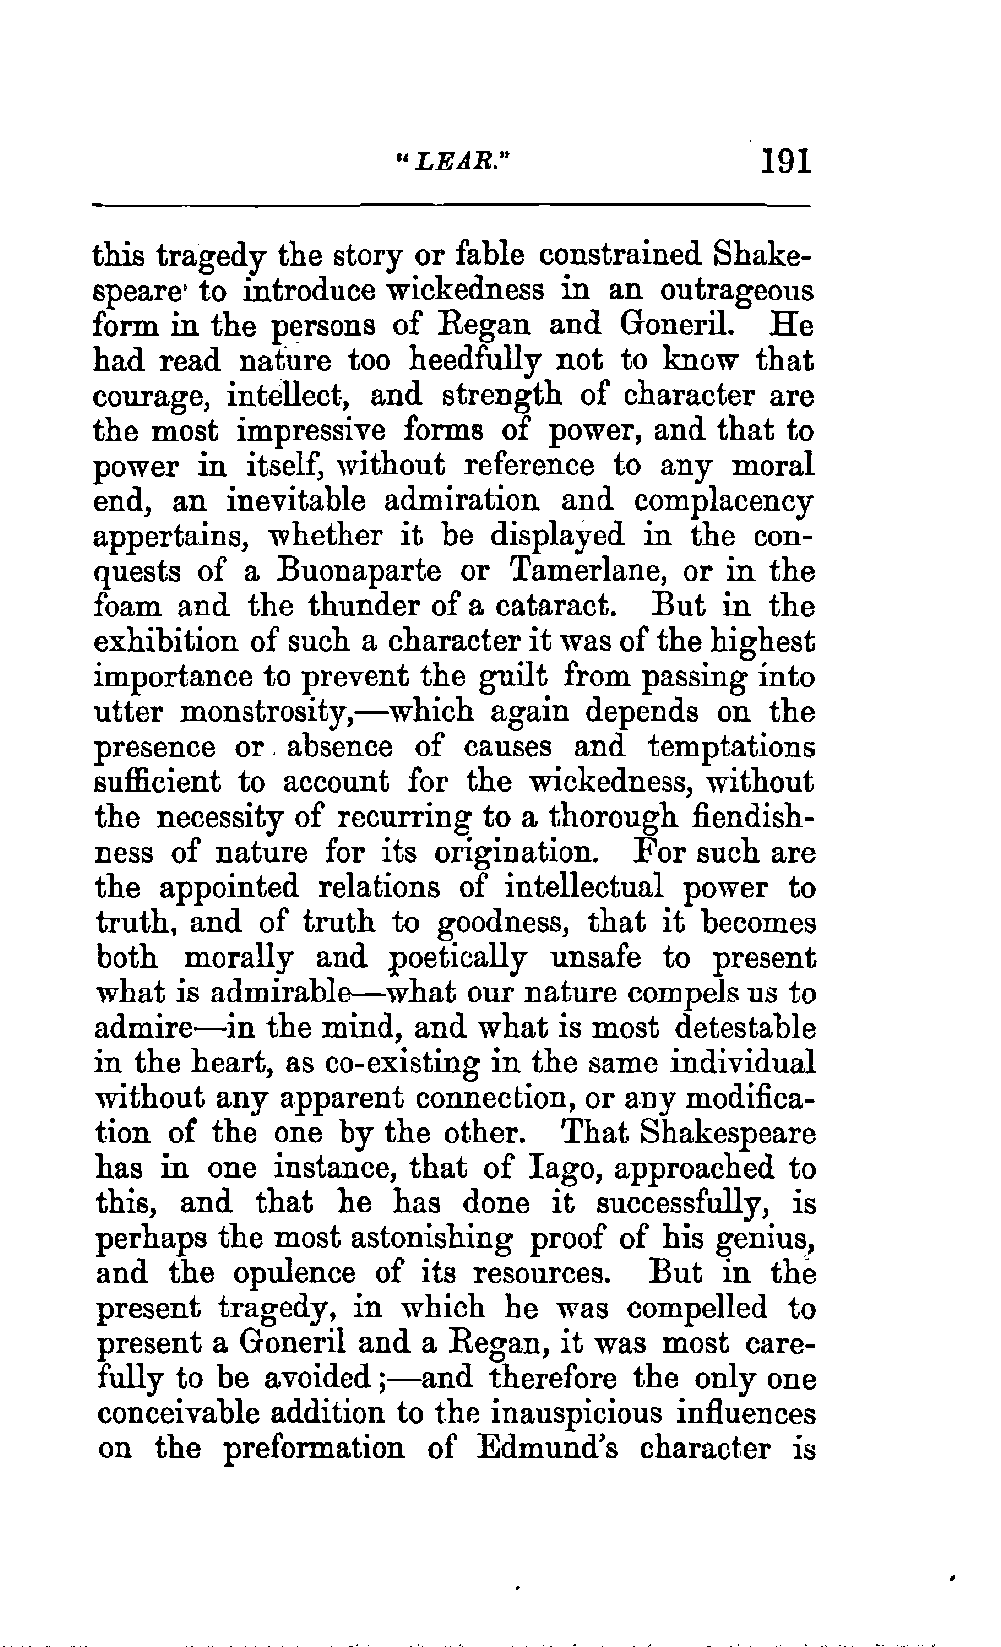 "LEAR." 191
this tragedy the story or fable constrained Shake-
speare' to introduce wickedness in an outrageous
form in the persons of Regan and Goneril. He
had read nature too heedfully not to know that
courage, intellect, and strength of character are
the most impressive forms of power, and that to
power in itself, without reference to any moral
end, an inevitable admiration and complacency
appertains, whether it be displayed in the con-
quests of a Buonaparte or Tamerlane, or in the
foam and the thunder of a cataract. But in the
exhibition of such a character it was of the highest
importance to prevent the guilt from passing into
utter monstrosity,—which again depends on the
presence or absence of causes and temptations
sufficient to account for the wickedness, without
the necessity of recurring to a thorough fiendish-
ness of nature for its origination. For such are
the appointed relations of intellectual power to
truth, and of truth to goodness, that it becomes
both morally and poetically unsafe to present
what is admirable—what our nature compels us to
admire—in the mind, and what is most detestable
in the heart, as co-existing in the same individual
without any apparent connection, or any modifica-
tion of the one by the other. That Shakespeare
has in one instance, that of Iago, approached to
this, and that he has done it successfully, is
perhaps the most astonishing proof of his genius,
and the opulence of its resources. But in the
present tragedy, in which he was compelled to
present a Goneril and a Regan, it was most care-
fully to be avoided;—and therefore the only one
conceivable addition to the inauspicious influences
on the preformation of Edmund's character is